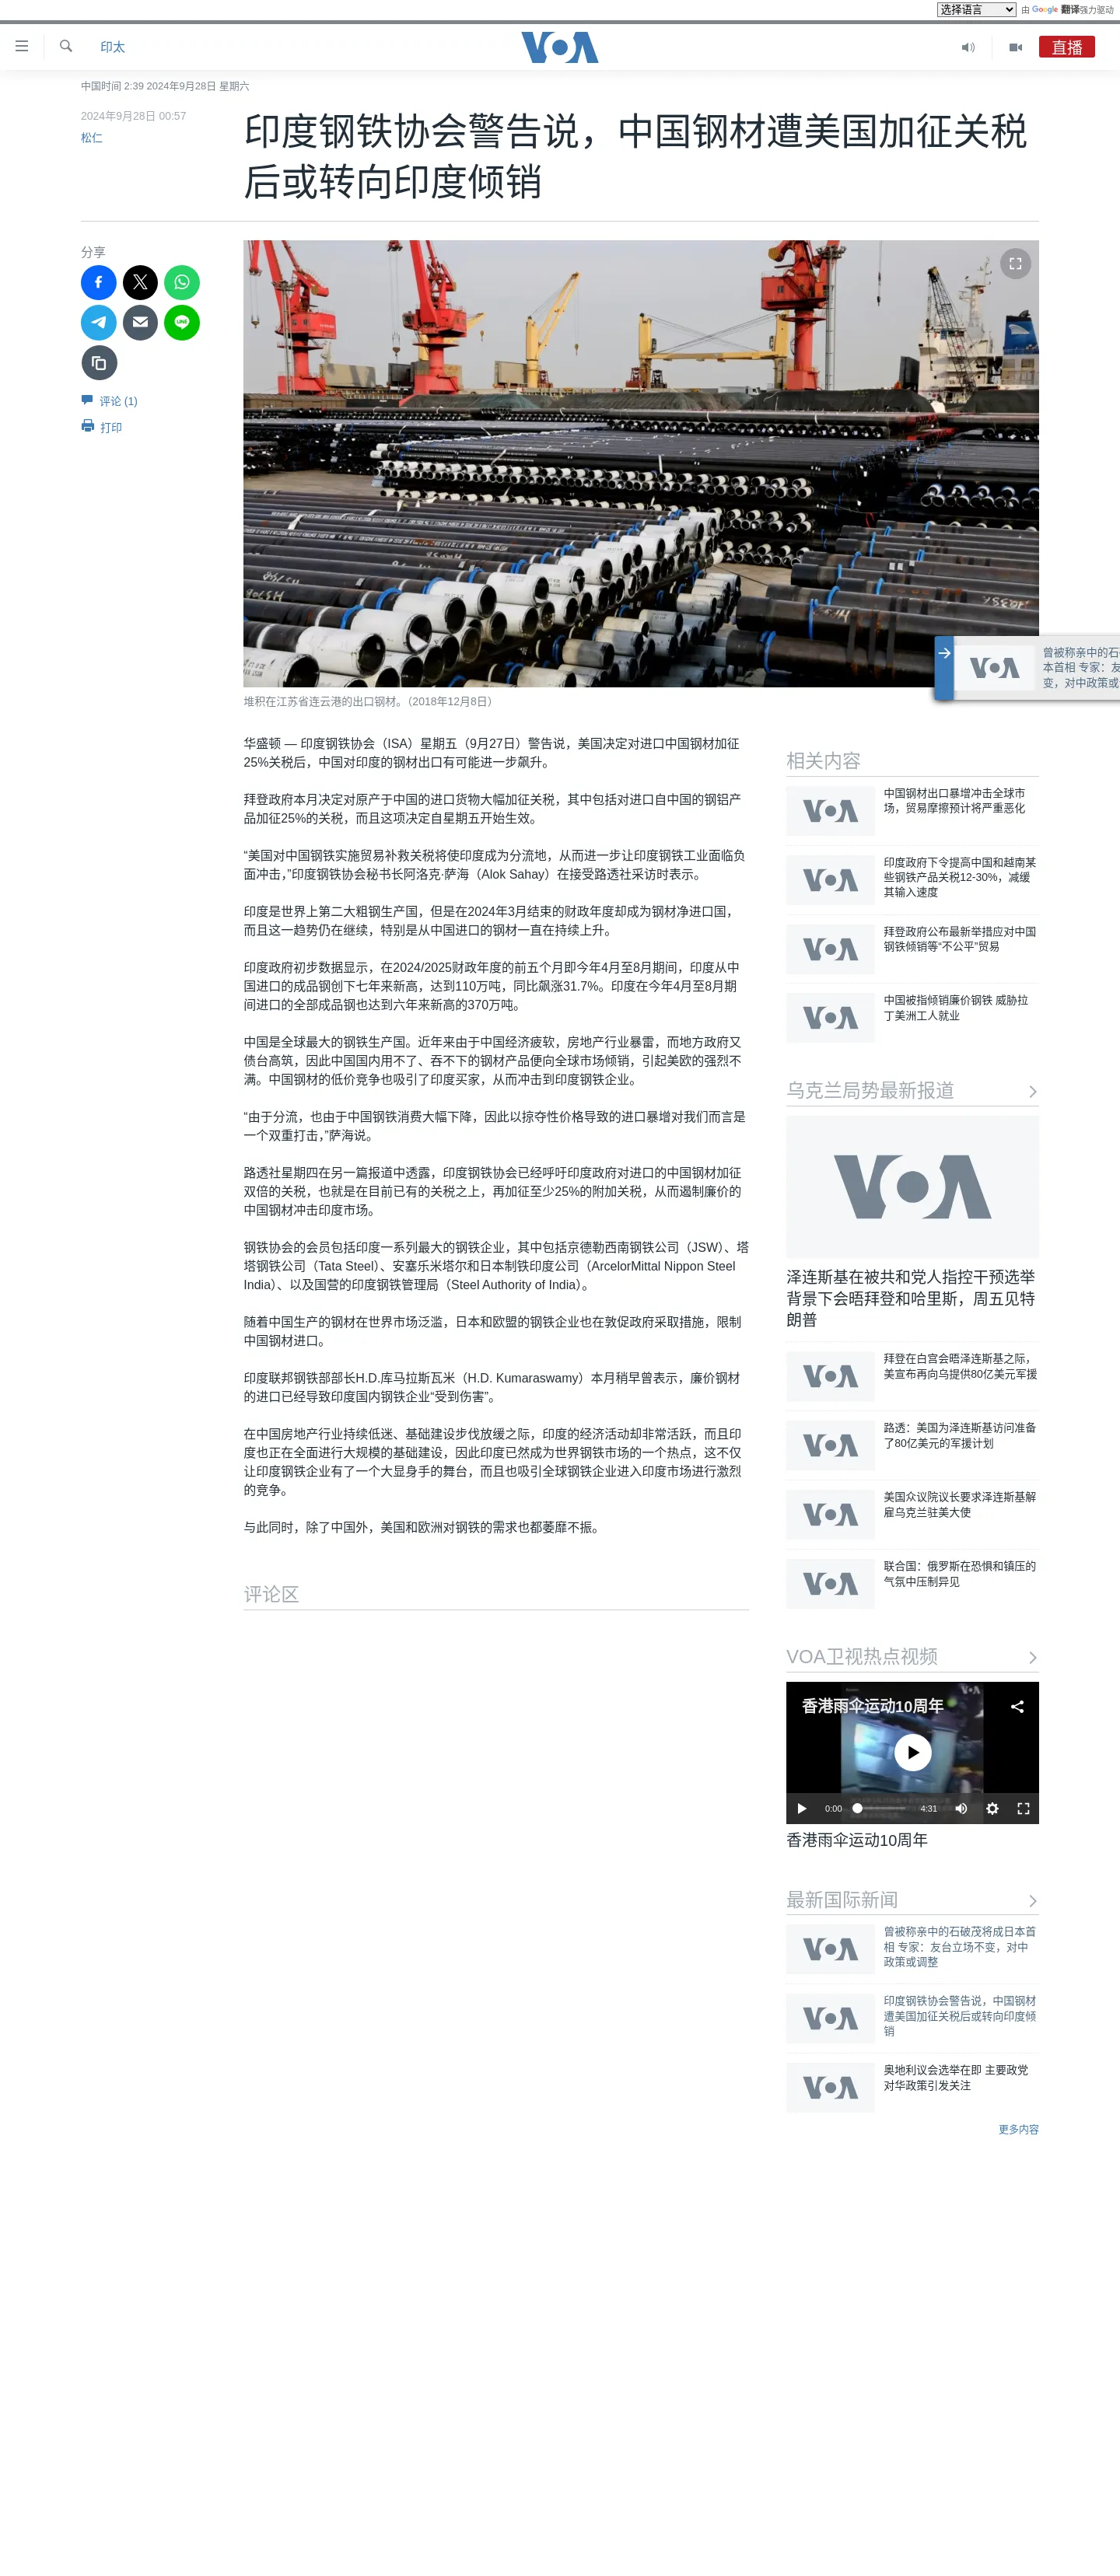 选择语言
由 Google 翻译强力驱动
印太
VOA
直播
中国时间 2:39 2024年9月28日 星期六
2024年9月28日 00:57
松仁
印度钢铁协会警告说，中国钢材遭美国加征关税
后或转向印度倾销
分享
评论 (1)
打印
曾被称亲中的石
本首相 专家：友
变，对中政策或
堆积在江苏省连云港的出口钢材。（2018年12月8日）
华盛顿 — 印度钢铁协会（ISA）星期五（9月27日）警告说，美国决定对进口中国钢材加征
25%关税后，中国对印度的钢材出口有可能进一步飙升。
拜登政府本月决定对原产于中国的进口货物大幅加征关税，其中包括对进口自中国的钢铝产
品加征25%的关税，而且这项决定自星期五开始生效。
“美国对中国钢铁实施贸易补救关税将使印度成为分流地，从而进一步让印度钢铁工业面临负
面冲击，”印度钢铁协会秘书长阿洛克·萨海（Alok Sahay）在接受路透社采访时表示。
印度是世界上第二大粗钢生产国，但是在2024年3月结束的财政年度却成为钢材净进口国，
而且这一趋势仍在继续，特别是从中国进口的钢材一直在持续上升。
印度政府初步数据显示，在2024/2025财政年度的前五个月即今年4月至8月期间，印度从中
国进口的成品钢创下七年来新高，达到110万吨，同比飙涨31.7%。印度在今年4月至8月期
间进口的全部成品钢也达到六年来新高的370万吨。
中国是全球最大的钢铁生产国。近年来由于中国经济疲软，房地产行业暴雷，而地方政府又
债台高筑，因此中国国内用不了、吞不下的钢材产品便向全球市场倾销，引起美欧的强烈不
满。中国钢材的低价竞争也吸引了印度买家，从而冲击到印度钢铁企业。
“由于分流，也由于中国钢铁消费大幅下降，因此以掠夺性价格导致的进口暴增对我们而言是
一个双重打击，”萨海说。
路透社星期四在另一篇报道中透露，印度钢铁协会已经呼吁印度政府对进口的中国钢材加征
双倍的关税，也就是在目前已有的关税之上，再加征至少25%的附加关税，从而遏制廉价的
中国钢材冲击印度市场。
钢铁协会的会员包括印度一系列最大的钢铁企业，其中包括京德勒西南钢铁公司（JSW）、塔
塔钢铁公司（Tata Steel）、安塞乐米塔尔和日本制铁印度公司（ArcelorMittal Nippon Steel
India）、以及国营的印度钢铁管理局（Steel Authority of India）。
随着中国生产的钢材在世界市场泛滥，日本和欧盟的钢铁企业也在敦促政府采取措施，限制
中国钢材进口。
印度联邦钢铁部部长H.D.库马拉斯瓦米（H.D. Kumaraswamy）本月稍早曾表示，廉价钢材
的进口已经导致印度国内钢铁企业“受到伤害”。
在中国房地产行业持续低迷、基础建设步伐放缓之际，印度的经济活动却非常活跃，而且印
度也正在全面进行大规模的基础建设，因此印度已然成为世界钢铁市场的一个热点，这不仅
让印度钢铁企业有了一个大显身手的舞台，而且也吸引全球钢铁企业进入印度市场进行激烈
的竞争。
与此同时，除了中国外，美国和欧洲对钢铁的需求也都萎靡不振。
评论区
相关内容
VOA
中国钢材出口暴增冲击全球市
场，贸易摩擦预计将严重恶化
VOA
印度政府下令提高中国和越南某
些钢铁产品关税12-30%，减缓
其输入速度
VOA
拜登政府公布最新举措应对中国
钢铁倾销等“不公平”贸易
VOA
中国被指倾销廉价钢铁 威胁拉
丁美洲工人就业
乌克兰局势最新报道
VOA
泽连斯基在被共和党人指控干预选举
背景下会晤拜登和哈里斯，周五见特
朗普
VOA
拜登在白宫会晤泽连斯基之际，
美宣布再向乌提供80亿美元军援
VOA
路透：美国为泽连斯基访问准备
了80亿美元的军援计划
VOA
美国众议院议长要求泽连斯基解
雇乌克兰驻美大使
VOA
联合国：俄罗斯在恐惧和镇压的
气氛中压制异见
VOA卫视热点视频
香港雨伞运动10周年
0:00
4:31
香港雨伞运动10周年
最新国际新闻
VOA
曾被称亲中的石破茂将成日本首
相 专家：友台立场不变，对中
政策或调整
VOA
印度钢铁协会警告说，中国钢材
遭美国加征关税后或转向印度倾
销
VOA
奥地利议会选举在即 主要政党
对华政策引发关注
更多内容